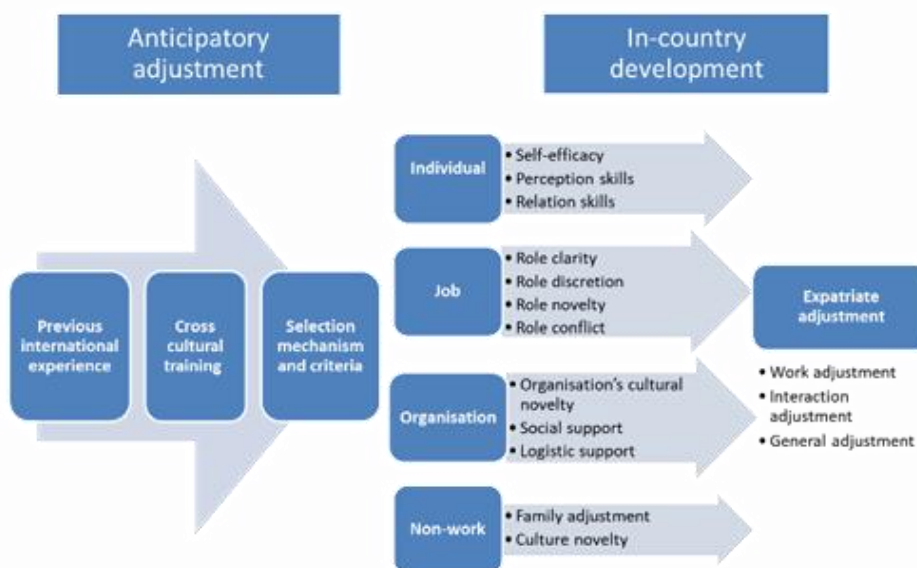 Anticipatory
adjustment
In-country
development
Previous
international
experience
Cross
cultural
training
Selection
mechanism
and criteria
Individual
• Self-efficacy
• Perception skills
• Relation skills
Job
• Role clarity
• Role discretion
• Role novelty
• Role conflict
Organisation
• Organisation's cultural
novelty
• Social support
• Logistic support
Non-work
• Family adjustment
• Culture novelty
Expatriate
adjustment
• Work adjustment
• Interaction
adjustment
• General adjustment